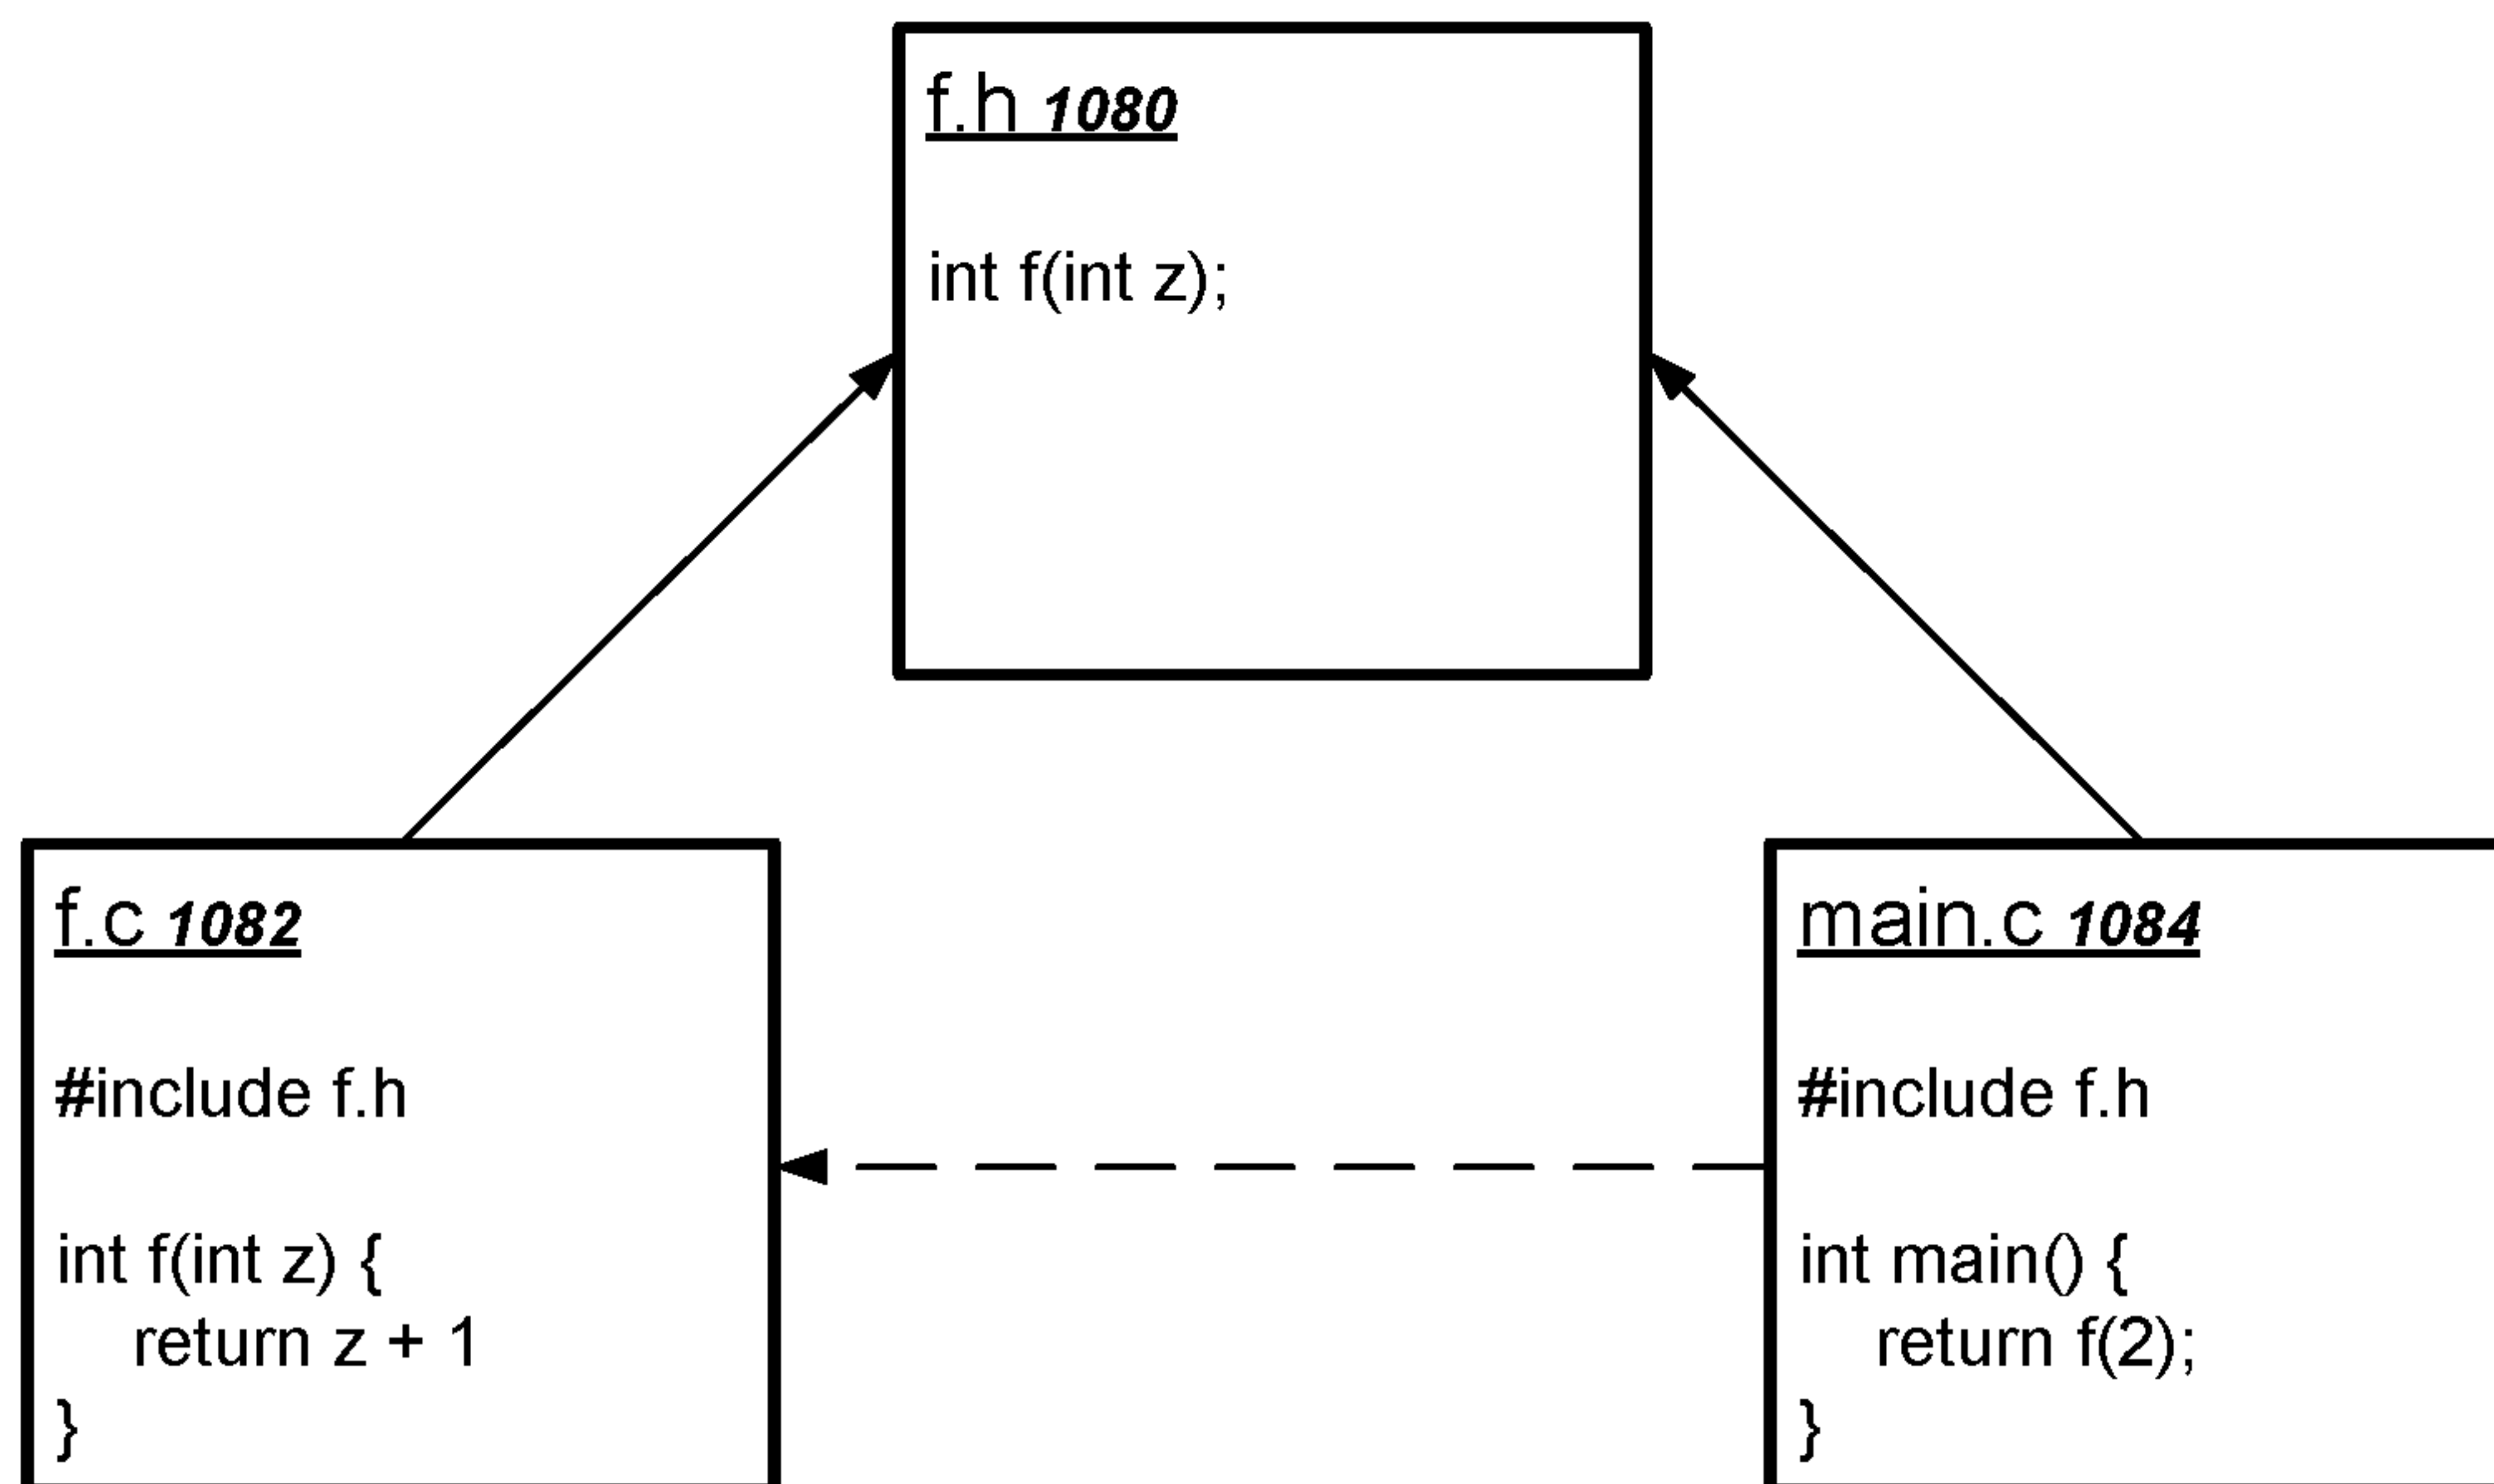 f.h 1080
int f(int z);
f.c 1082
#include f.h
int f(int z) {
return z + 1
}
main.c 1084
#include f.h
int main() {
return f(2);
}